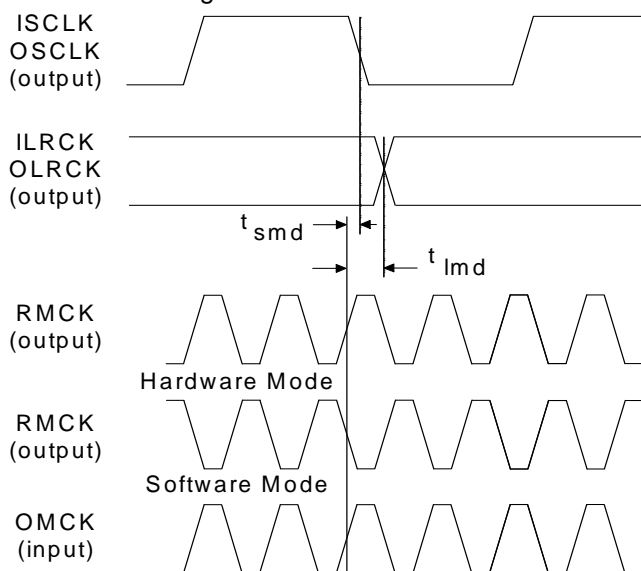 ISCLK
OSCLK
(output)
ILRCK
OLRCK
(output)
t smd
t lmd
RMCK
(output)
Hardware Mode
RMCK
(output)
Software Mode
OMCK
(input)